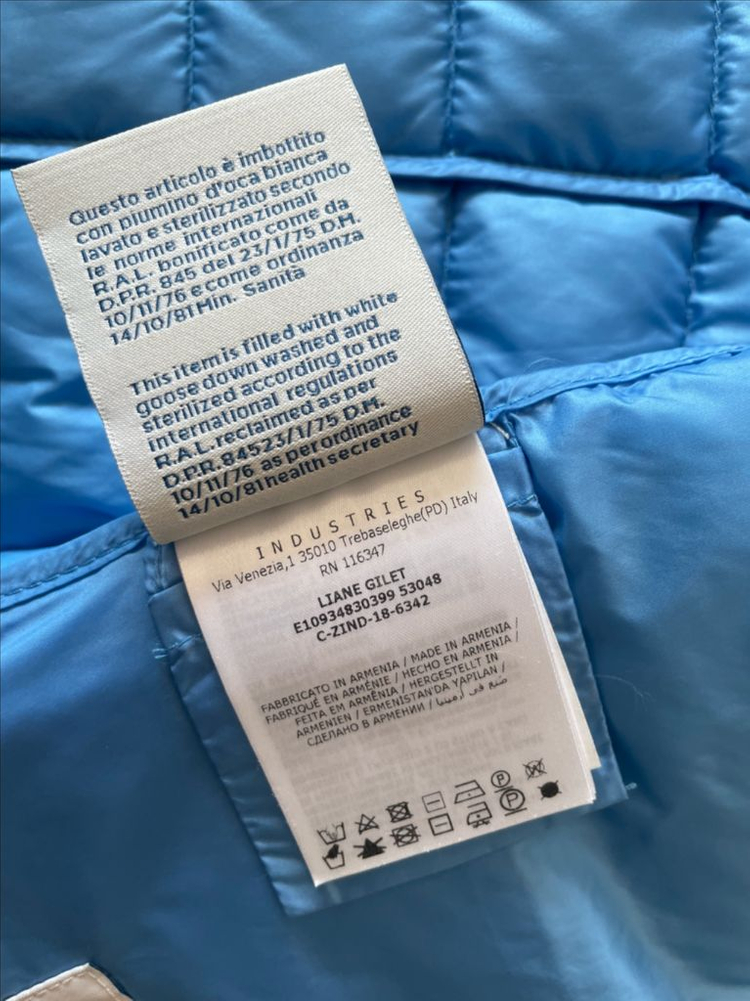 Questo articolo è imbottito
con piumino d'oca bianca
lavato e sterilizzato secondo
le norme internazionali
R.A.L. bonificato come da
D.P.R. 845 del 23/1/75 D.M.
10/11/76 e come ordinanza
14/10/81 Min. Sanità
This item is filled with white
goose down washed and
sterilized according to the
international regulations
R.A.L. reclaimed as per
D.P.R. 84523/1/75 D.M.
10/11/76 as per ordinance
14/10/81 health secretary
INDUSTRIES
Via Venezia,1 35010 Trebaseleghe(PD) Italy
RN 116347
LIANE GILET
E10934830399 53048
C-ZIND-18-6342
FABBRICATO IN ARMENIA / MADE IN ARMENIA /
FABRIQUÉ EN ARMÉNIE / HECHO EN ARMENIA /
FEITA EM ARMÊNIA / HERGESTELLT IN
ARMENIEN / ERMENISTAN'DA YAPILAN /
СДЕЛАНО В АРМЕНИИ / صنع في أرمينيا